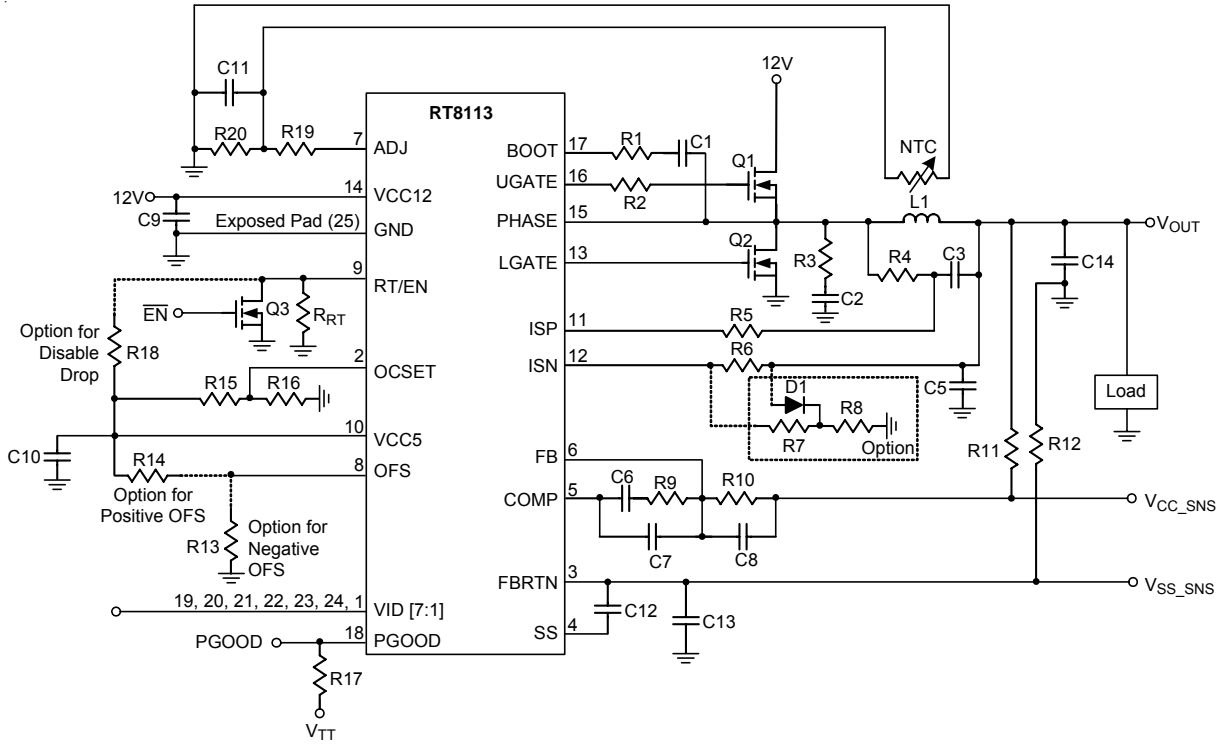 C11
12V
RT8113
R20
R19
7
ADJ
BOOT
17
R1
C1
NTC
Q1
UGATE
16
R2
L1
12V
14
VCC12
C9
Exposed Pad (25)
GND
PHASE
15
V_OUT
Q2
LGATE
13
R3
R4
C3
C14
9
RT/EN
C2
EN
Q3
R_RT
Option for
Disable
Drop
R18
ISP
11
R5
2
OCSET
ISN
12
R6
R15
R16
D1
C5
Load
R7
R8
Option
10
VCC5
C10
R14
8
OFS
FB
6
R11
R12
Option for
Positive OFS
C6
R9
R10
COMP
5
V_CC_SNS
R13
Option for
Negative
OFS
C7
C8
FBRTN
3
V_SS_SNS
19, 20, 21, 22, 23, 24, 1
VID [7:1]
C12
C13
SS
4
PGOOD
18
PGOOD
R17
V_TT